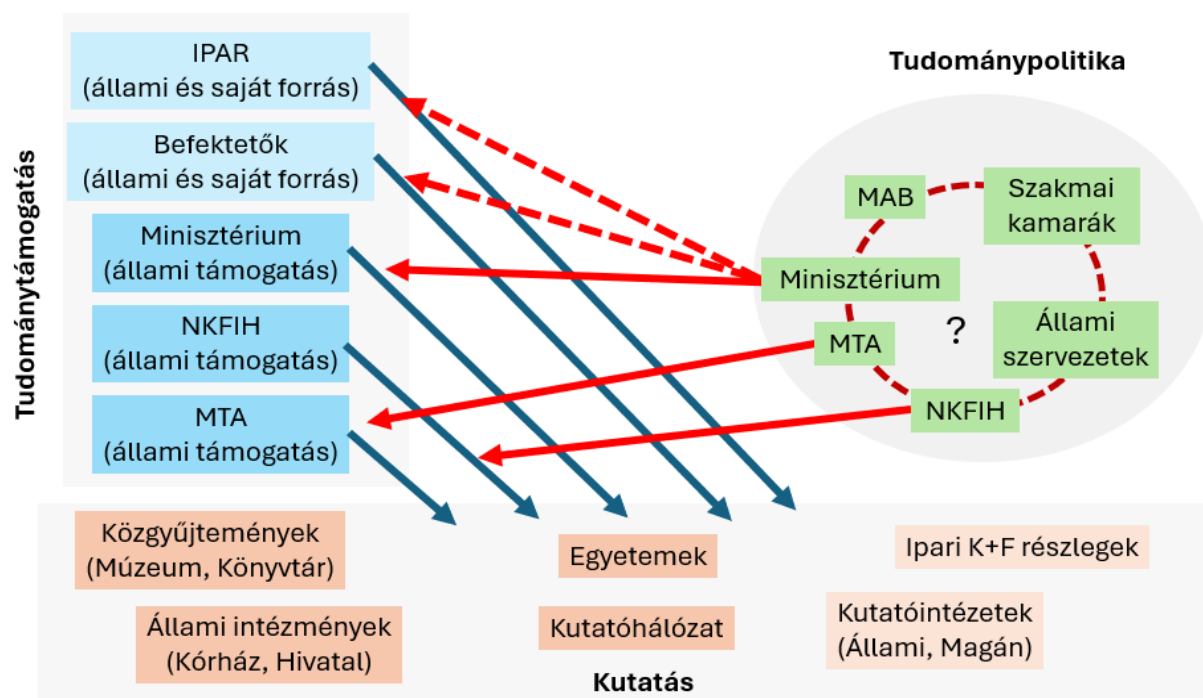 Tudománytámogatás
IPAR
(állami és saját forrás)
Befektetők
(állami és saját forrás)
Minisztérium
(állami támogatás)
NKFIH
(állami támogatás)
MTA
(állami támogatás)
Tudománypolitika
MAB
Szakmai
kamarák
Minisztérium
MTA
?
Állami
szervezetek
NKFIH
Közgyűjtemények
(Múzeum, Könyvtár)
Egyetemek
Ipari K+F részlegek
Állami intézmények
(Kórház, Hivatal)
Kutatóhálózat
Kutatóintézetek
(Állami, Magán)
Kutatás